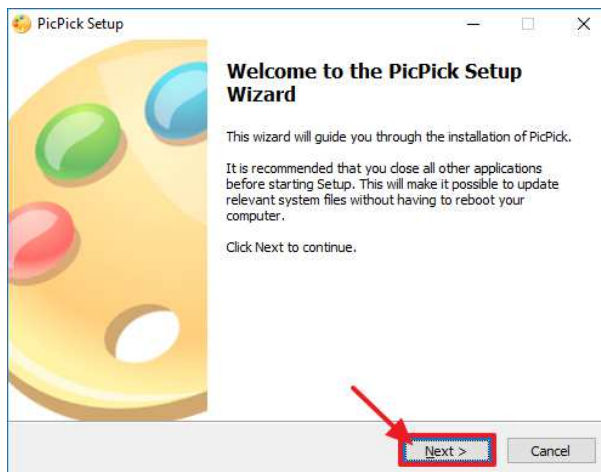 PicPick Setup
Welcome to the PicPick Setup
Wizard
This wizard will guide you through the installation of PicPick.
It is recommended that you close all other applications
before starting Setup. This will make it possible to update
relevant system files without having to reboot your
computer.
Click Next to continue.
Next >
Cancel